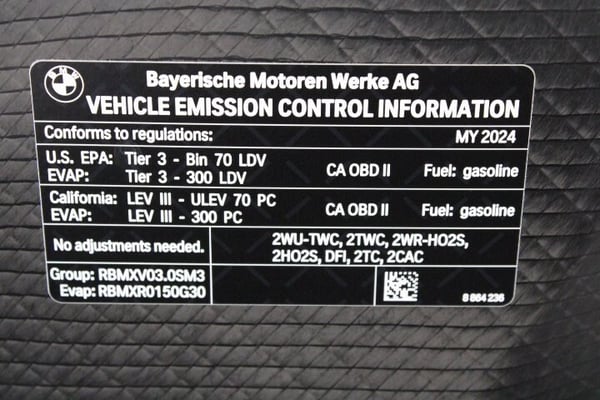 BMW
Bayerische Motoren Werke AG
VEHICLE EMISSION CONTROL INFORMATION
Conforms to regulations: MY 2024
U.S. EPA: Tier 3 - Bin 70 LDV CA OBD II Fuel: gasoline
EVAP: Tier 3 - 300 LDV
California: LEV III - ULEV 70 PC CA OBD II Fuel: gasoline
EVAP: LEV III - 300 PC
No adjustments needed. 2WU-TWC, 2TWC, 2WR-HO2S,
2HO2S, DFI, 2TC, 2CAC
Group: RBMXV03.0SM3
Evap: RBMXR0150G30
8 864 236